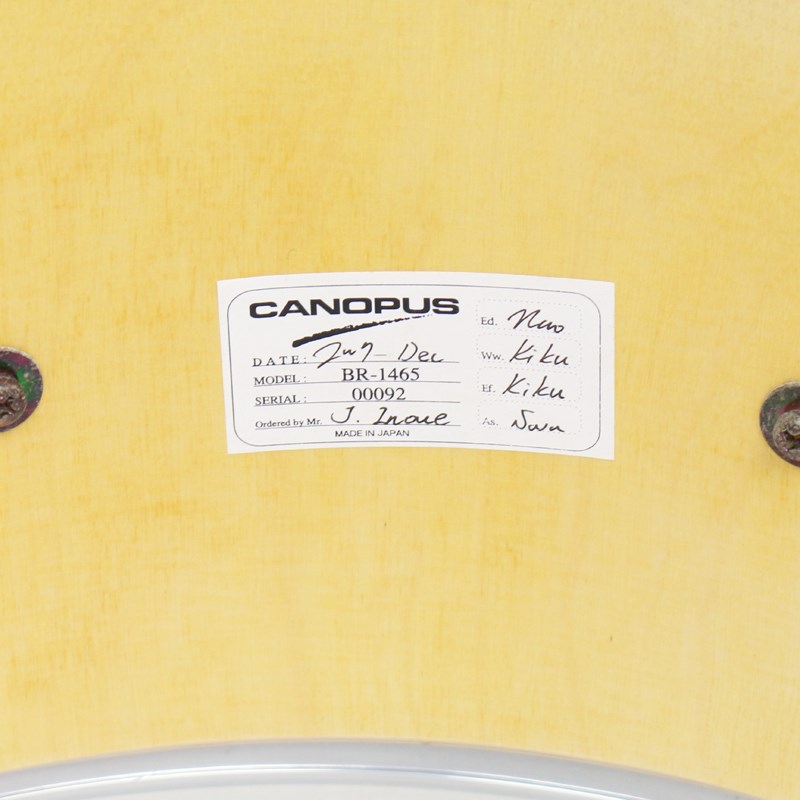 CANOPUS
DATE: Dec
MODEL: BR-1465
SERIAL: 00092
Ordered by Mr. J. Inoue
MADE IN JAPAN
Ed.
Ww. Kiku
Ef. Kiku
As.